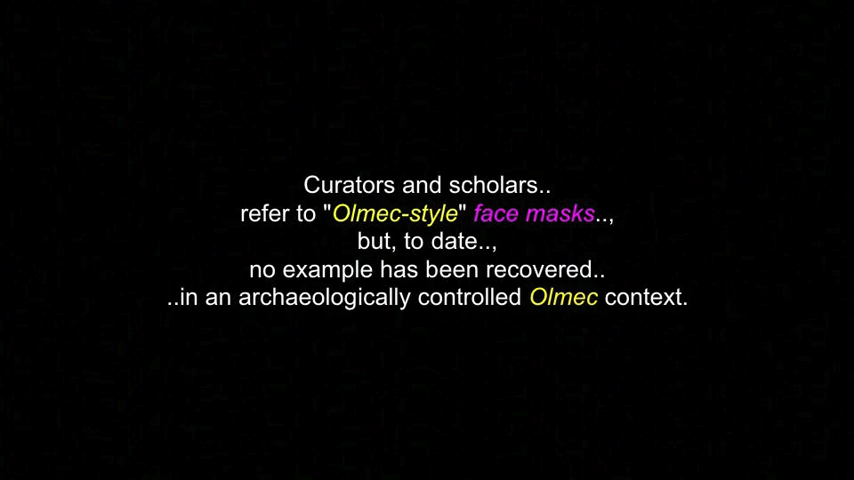 Curators and scholars..
refer to "Olmec-style" face masks..,
but, to date..,
no example has been recovered..
..in an archaeologically controlled Olmec context.